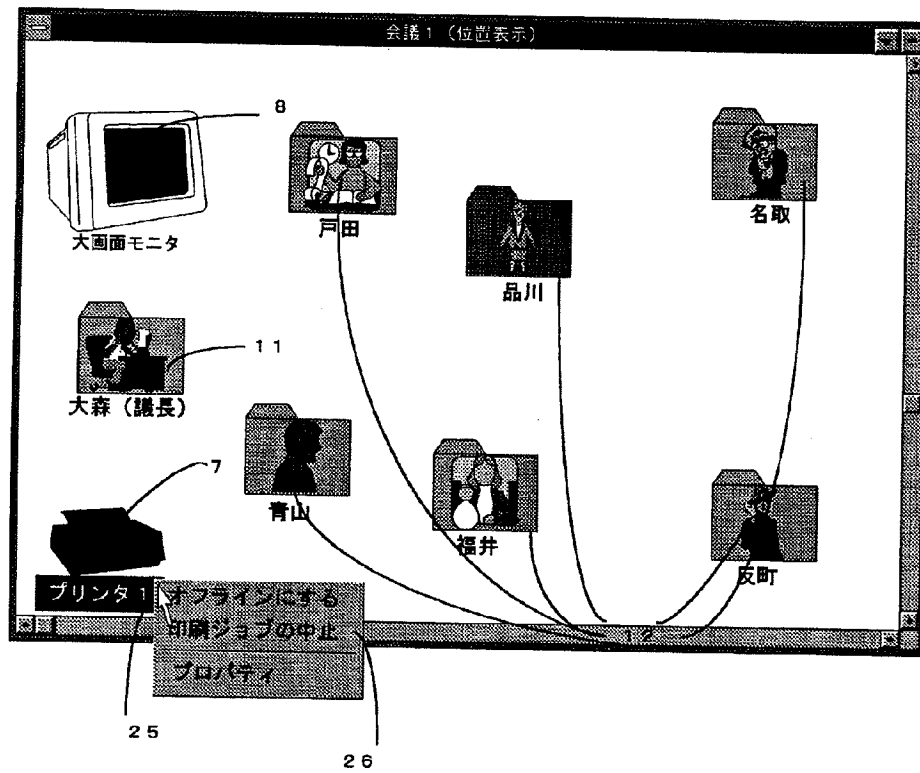 会議1（位置表示）
8
大画面モニタ
戸田
品川
名取
11
大森（議長）
7
青山
福井
反町
プリンタ1
オフラインにする
印刷ジョブの中止
プロパティ
12
25
26